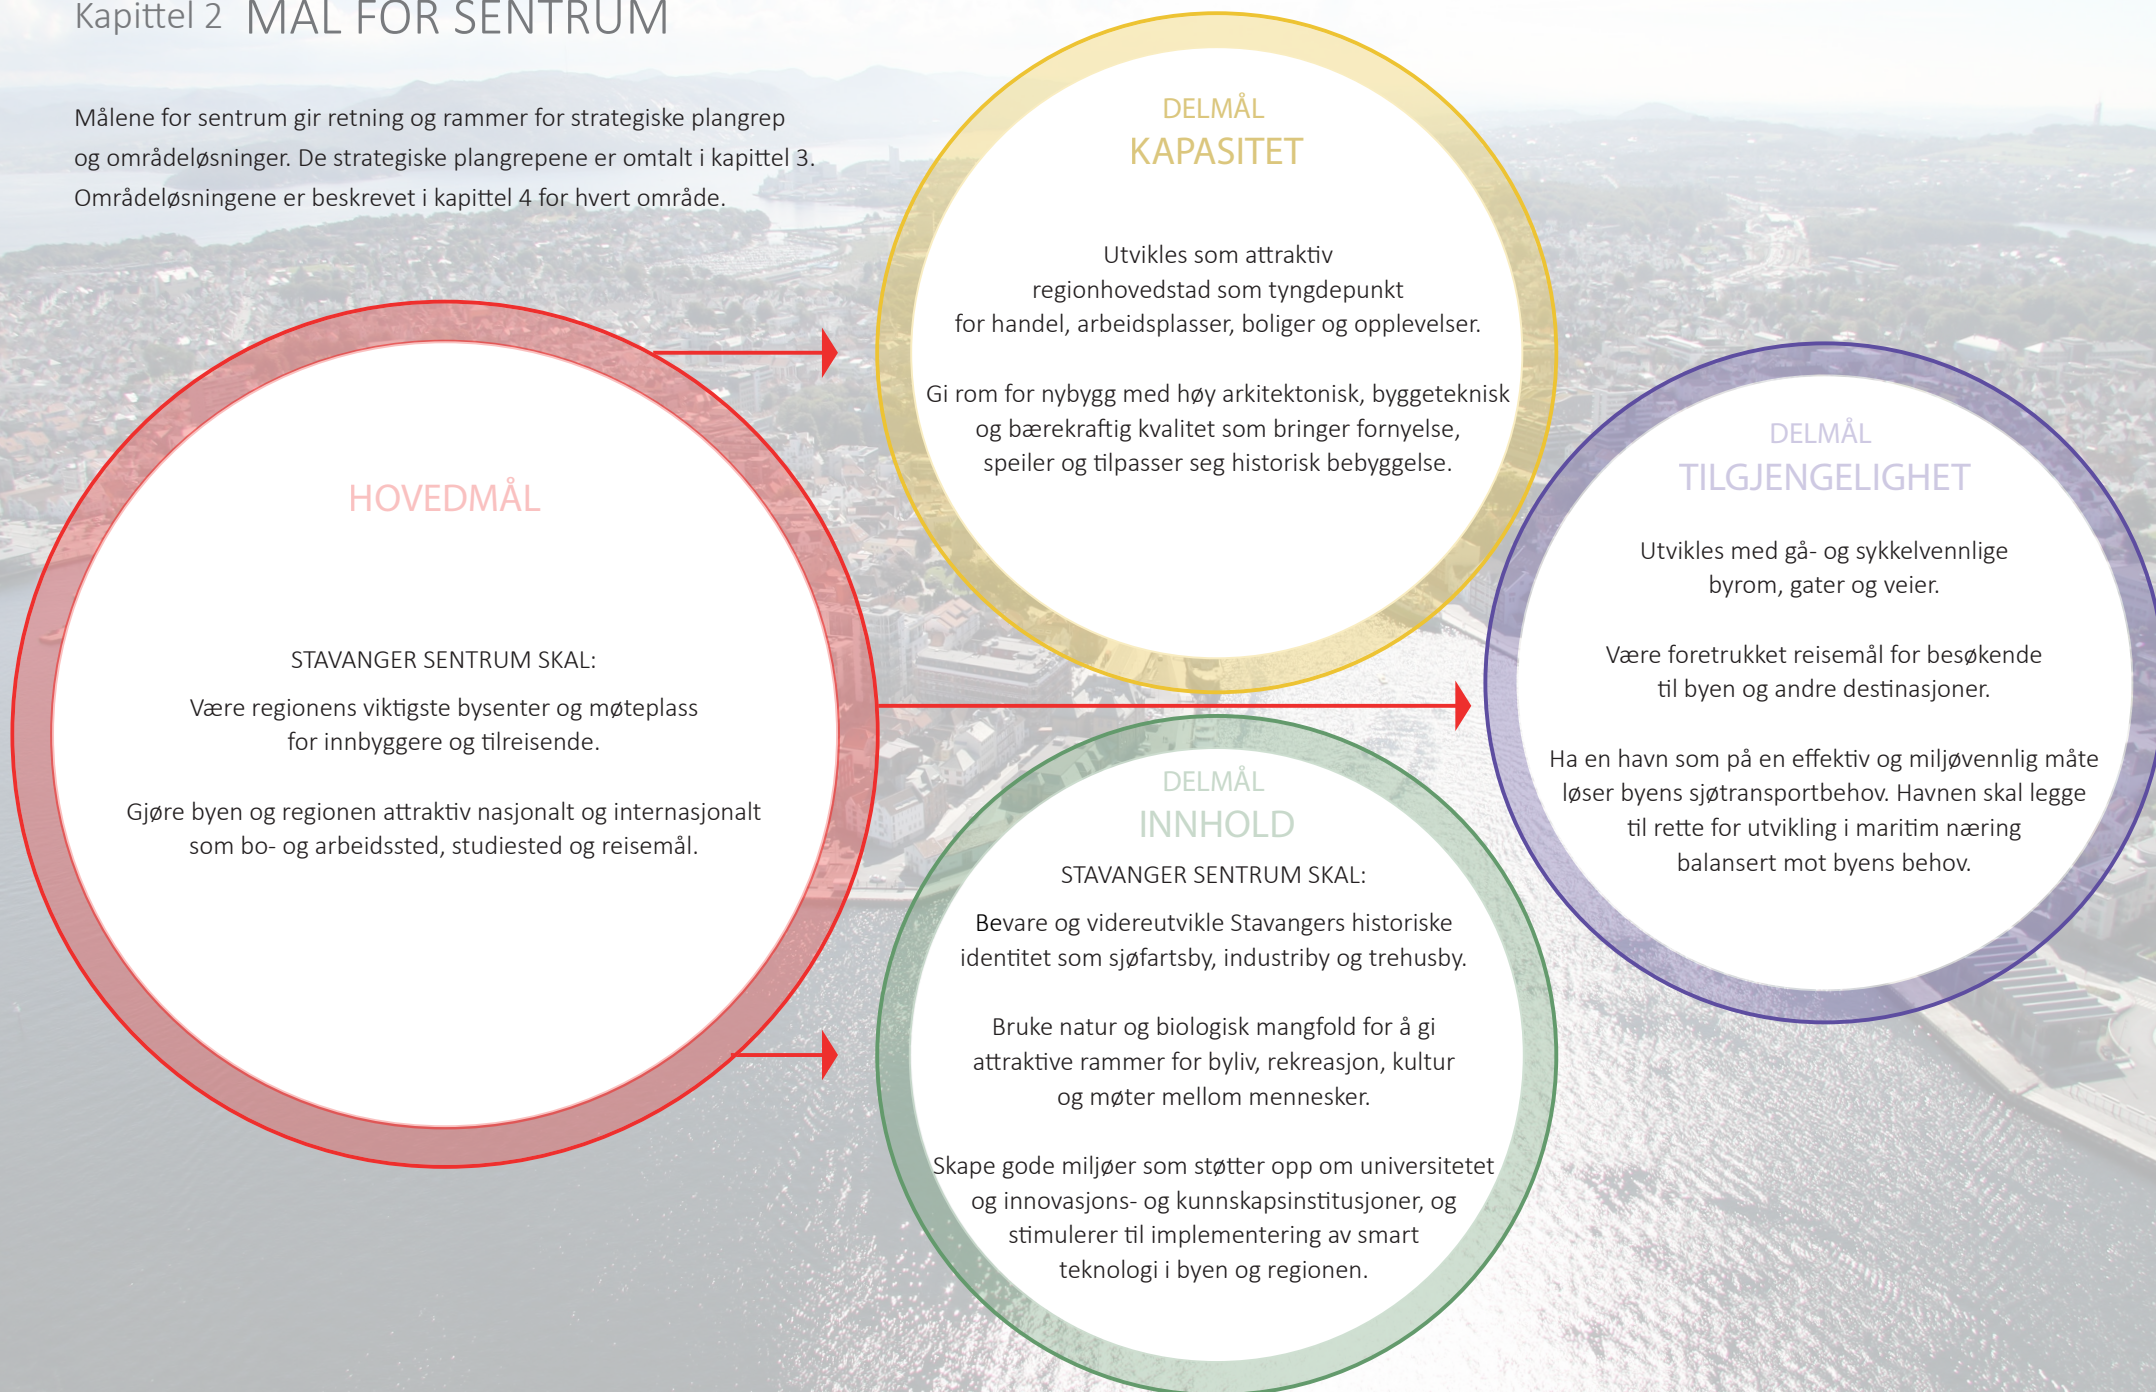 Kapittel 2 MÅL FOR SENTRUM
Målene for sentrum gir retning og rammer for strategiske plangrep
og områdeløsninger. De strategiske plangrepene er omtalt i kapittel 3.
Områdeløsningene er beskrevet i kapittel 4 for hvert område.
HOVEDMÅL
STAVANGER SENTRUM SKAL:
Være regionens viktigste bysenter og møteplass
for innbyggere og tilreisende.
Gjøre byen og regionen attraktiv nasjonalt og internasjonalt
som bo- og arbeidssted, studiested og reisemål.
DELMÅL
KAPASITET
Utvikles som attraktiv
regionhovedstad som tyngdepunkt
for handel, arbeidsplasser, boliger og opplevelser.
Gi rom for nybygg med høy arkitektonisk, byggeteknisk
og bærekraftig kvalitet som bringer fornyelse,
speiler og tilpasser seg historisk bebyggelse.
DELMÅL
INNHOLD
STAVANGER SENTRUM SKAL:
Bevare og videreutvikle Stavangers historiske
identitet som sjøfartsby, industriby og trehusby.
Bruke natur og biologisk mangfold for å gi
attraktive rammer for byliv, rekreasjon, kultur
og møter mellom mennesker.
Skape gode miljøer som støtter opp om universitetet
og innovasjons- og kunnskapsinstitusjoner, og
stimulerer til implementering av smart
teknologi i byen og regionen.
DELMÅL
TILGJENGELIGHET
Utvikles med gå- og sykkelvennlige
byrom, gater og veier.
Være foretrukket reisemål for besøkende
til byen og andre destinasjoner.
Ha en havn som på en effektiv og miljøvennlig måte
løser byens sjøtransportbehov. Havnen skal legge
til rette for utvikling i maritim næring
balansert mot byens behov.